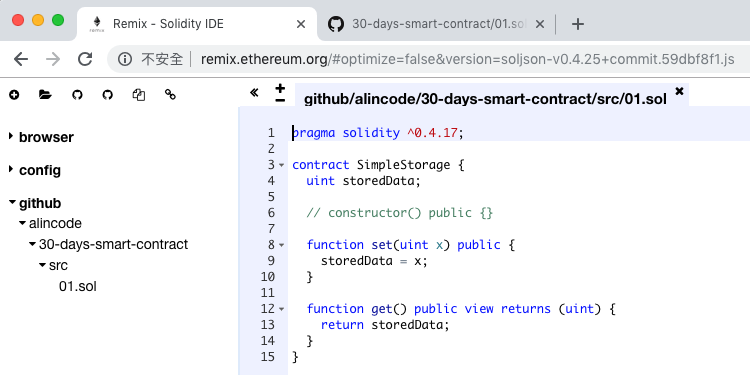 Remix - Solidity IDE
30-days-smart-contract/01.sol
不安全 | remix.ethereum.org/#optimize=false&version=soljson-v0.4.25+commit.59dbf8f1.js
remix
github/alincode/30-days-smart-contract/src/01.sol
browser
config
github
alincode
30-days-smart-contract
src
01.sol
1 pragma solidity ^0.4.17;
2
3 contract SimpleStorage {
4 uint storedData;
5
6 // constructor() public {}
7
8 function set(uint x) public {
9 storedData = x;
10 }
11
12 function get() public view returns (uint) {
13 return storedData;
14 }
15 }